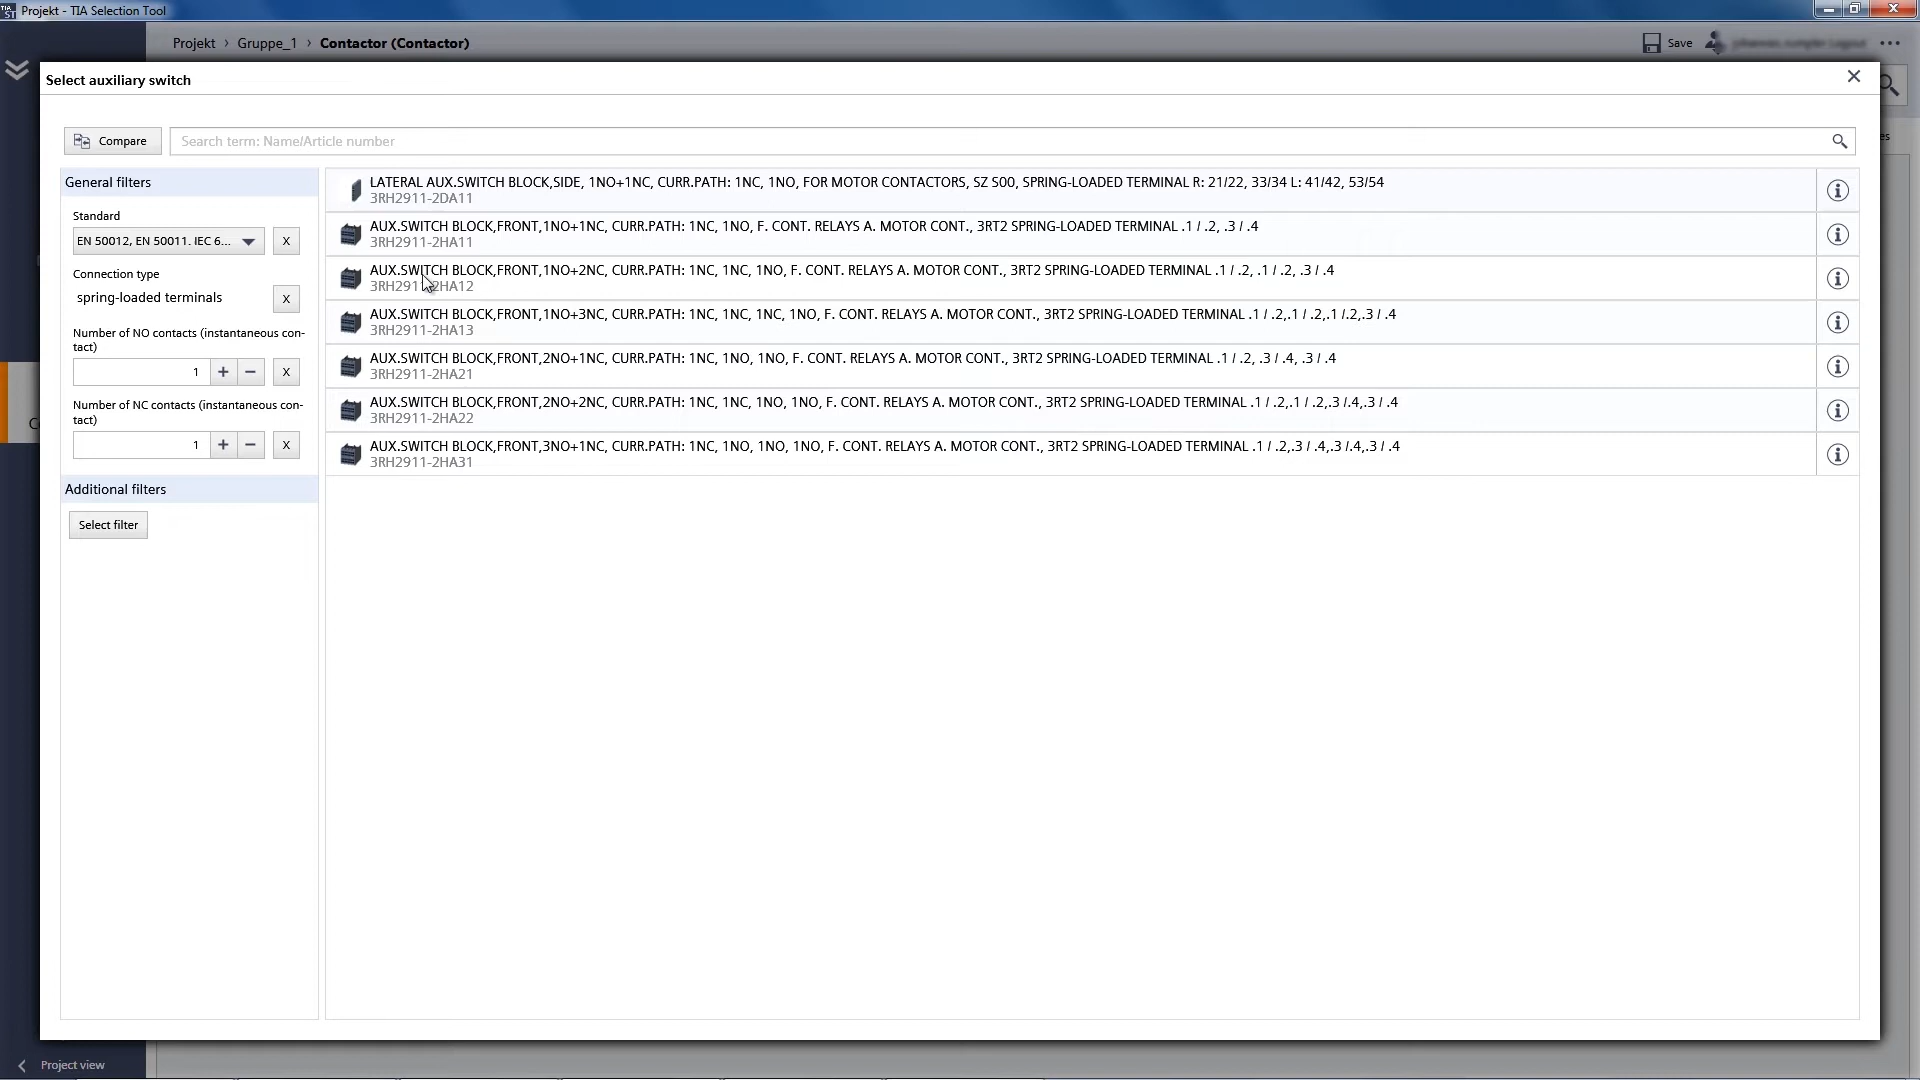 TIA
ST
Projekt - TIA Selection Tool
Projekt › Gruppe_1 › Contactor (Contactor)
Save
Select auxiliary switch
Compare
Search term: Name/Article number
es
General filters
Standard
EN 50012, EN 50011. IEC 6... X
Connection type
spring-loaded terminals X
Number of NO contacts (instantaneous con-
tact)
1 + − X
Number of NC contacts (instantaneous con-
tact)
1 + − X
Additional filters
Select filter
LATERAL AUX.SWITCH BLOCK,SIDE, 1NO+1NC, CURR.PATH: 1NC, 1NO, FOR MOTOR CONTACTORS, SZ S00, SPRING-LOADED TERMINAL R: 21/22, 33/34 L: 41/42, 53/54
3RH2911-2DA11
AUX.SWITCH BLOCK,FRONT,1NO+1NC, CURR.PATH: 1NC, 1NO, F. CONT. RELAYS A. MOTOR CONT., 3RT2 SPRING-LOADED TERMINAL .1 / .2, .3 / .4
3RH2911-2HA11
AUX.SWITCH BLOCK,FRONT,1NO+2NC, CURR.PATH: 1NC, 1NC, 1NO, F. CONT. RELAYS A. MOTOR CONT., 3RT2 SPRING-LOADED TERMINAL .1 / .2, .1 / .2, .3 / .4
3RH2911-2HA12
AUX.SWITCH BLOCK,FRONT,1NO+3NC, CURR.PATH: 1NC, 1NC, 1NC, 1NO, F. CONT. RELAYS A. MOTOR CONT., 3RT2 SPRING-LOADED TERMINAL .1 / .2,.1 / .2,.1 /.2,.3 / .4
3RH2911-2HA13
AUX.SWITCH BLOCK,FRONT,2NO+1NC, CURR.PATH: 1NC, 1NO, 1NO, F. CONT. RELAYS A. MOTOR CONT., 3RT2 SPRING-LOADED TERMINAL .1 / .2, .3 / .4, .3 / .4
3RH2911-2HA21
AUX.SWITCH BLOCK,FRONT,2NO+2NC, CURR.PATH: 1NC, 1NC, 1NO, 1NO, F. CONT. RELAYS A. MOTOR CONT., 3RT2 SPRING-LOADED TERMINAL .1 / .2,.1 / .2,.3 /.4,.3 / .4
3RH2911-2HA22
AUX.SWITCH BLOCK,FRONT,3NO+1NC, CURR.PATH: 1NC, 1NO, 1NO, 1NO, F. CONT. RELAYS A. MOTOR CONT., 3RT2 SPRING-LOADED TERMINAL .1 / .2,.3 / .4,.3 /.4,.3 / .4
3RH2911-2HA31
C
Project view